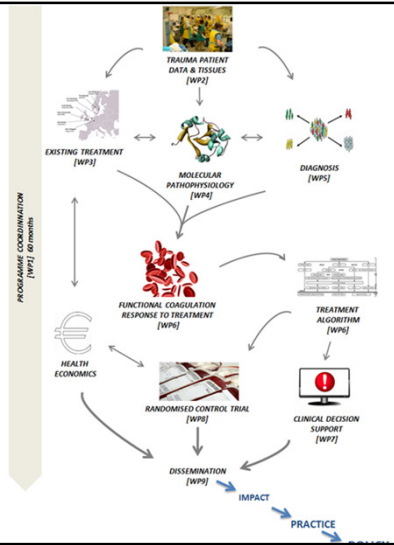 TRAUMA PATIENT
DATA & TISSUES
[WP2]
EXISTING TREATMENT
[WP3]
MOLECULAR
PATHOPHYSIOLOGY
[WP4]
DIAGNOSIS
[WP5]
PROGRAMME COORDINNATION
[WP1] 60 months
FUNCTIONAL COAGULATION
RESPONSE TO TREATMENT
[WP6]
TREATMENT
ALGORITHM
[WP6]
€
HEALTH
ECONOMICS
RANDOMISED CONTROL TRIAL
[WP8]
CLINICAL DECISION
SUPPORT
[WP7]
DISSEMINATION
[WP9]
IMPACT
PRACTICE
POLICY